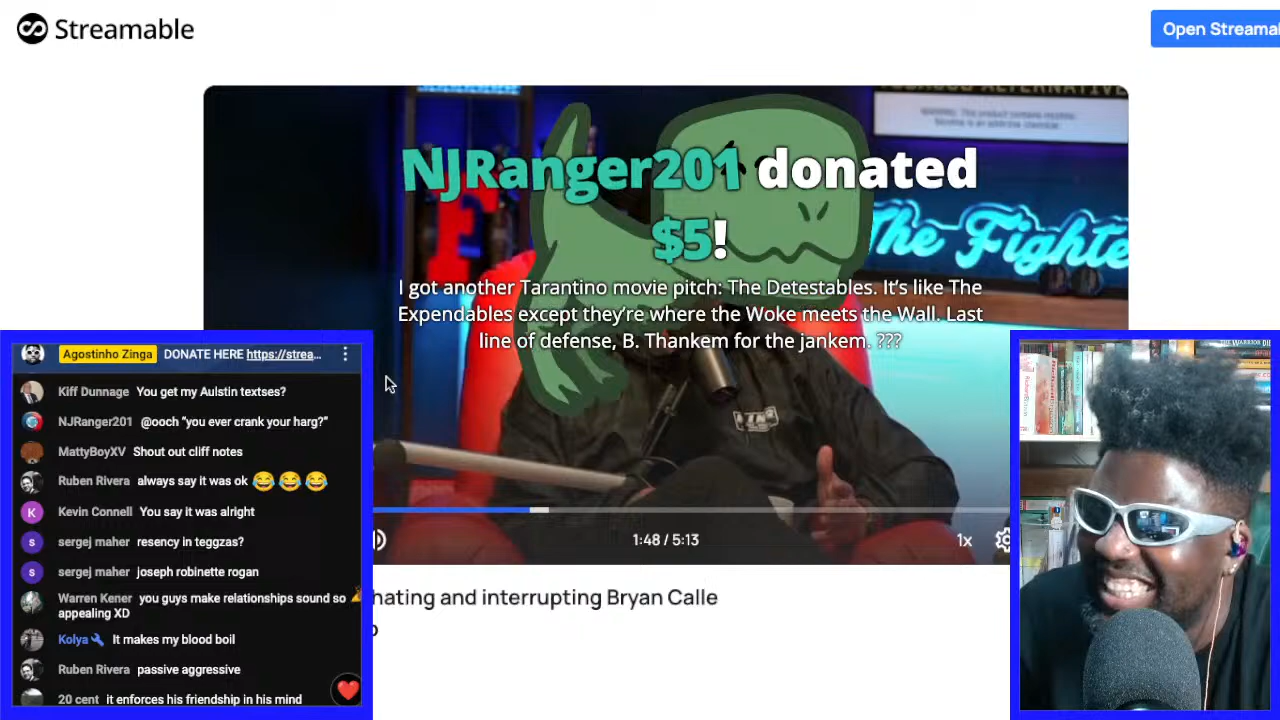 Streamable
Open Streama
NJRanger201 donated
$5!
I got another Tarantino movie pitch: The Detestables. It's like The
Expendables except they're where the Woke meets the Wall. Last
line of defense, B. Thankem for the jankem. ???
The Fighte
Agostinho Zinga DONATE HERE https://strea...
Kiff Dunnage You get my Aulstin textses?
NJRanger201 @ooch “you ever crank your harg?”
MattyBoyXV Shout out cliff notes
Ruben Rivera always say it was ok 😂😂😂
K Kevin Connell You say it was alright
s sergej maher resency in teggzas?
s sergej maher joseph robinette rogan
Warren Kener you guys make relationships sound so
appealing XD
Kolya It makes my blood boil
Ruben Rivera passive aggressive
20 cent it enforces his friendship in his mind
1:48 / 5:13
1x
hating and interrupting Bryan Calle